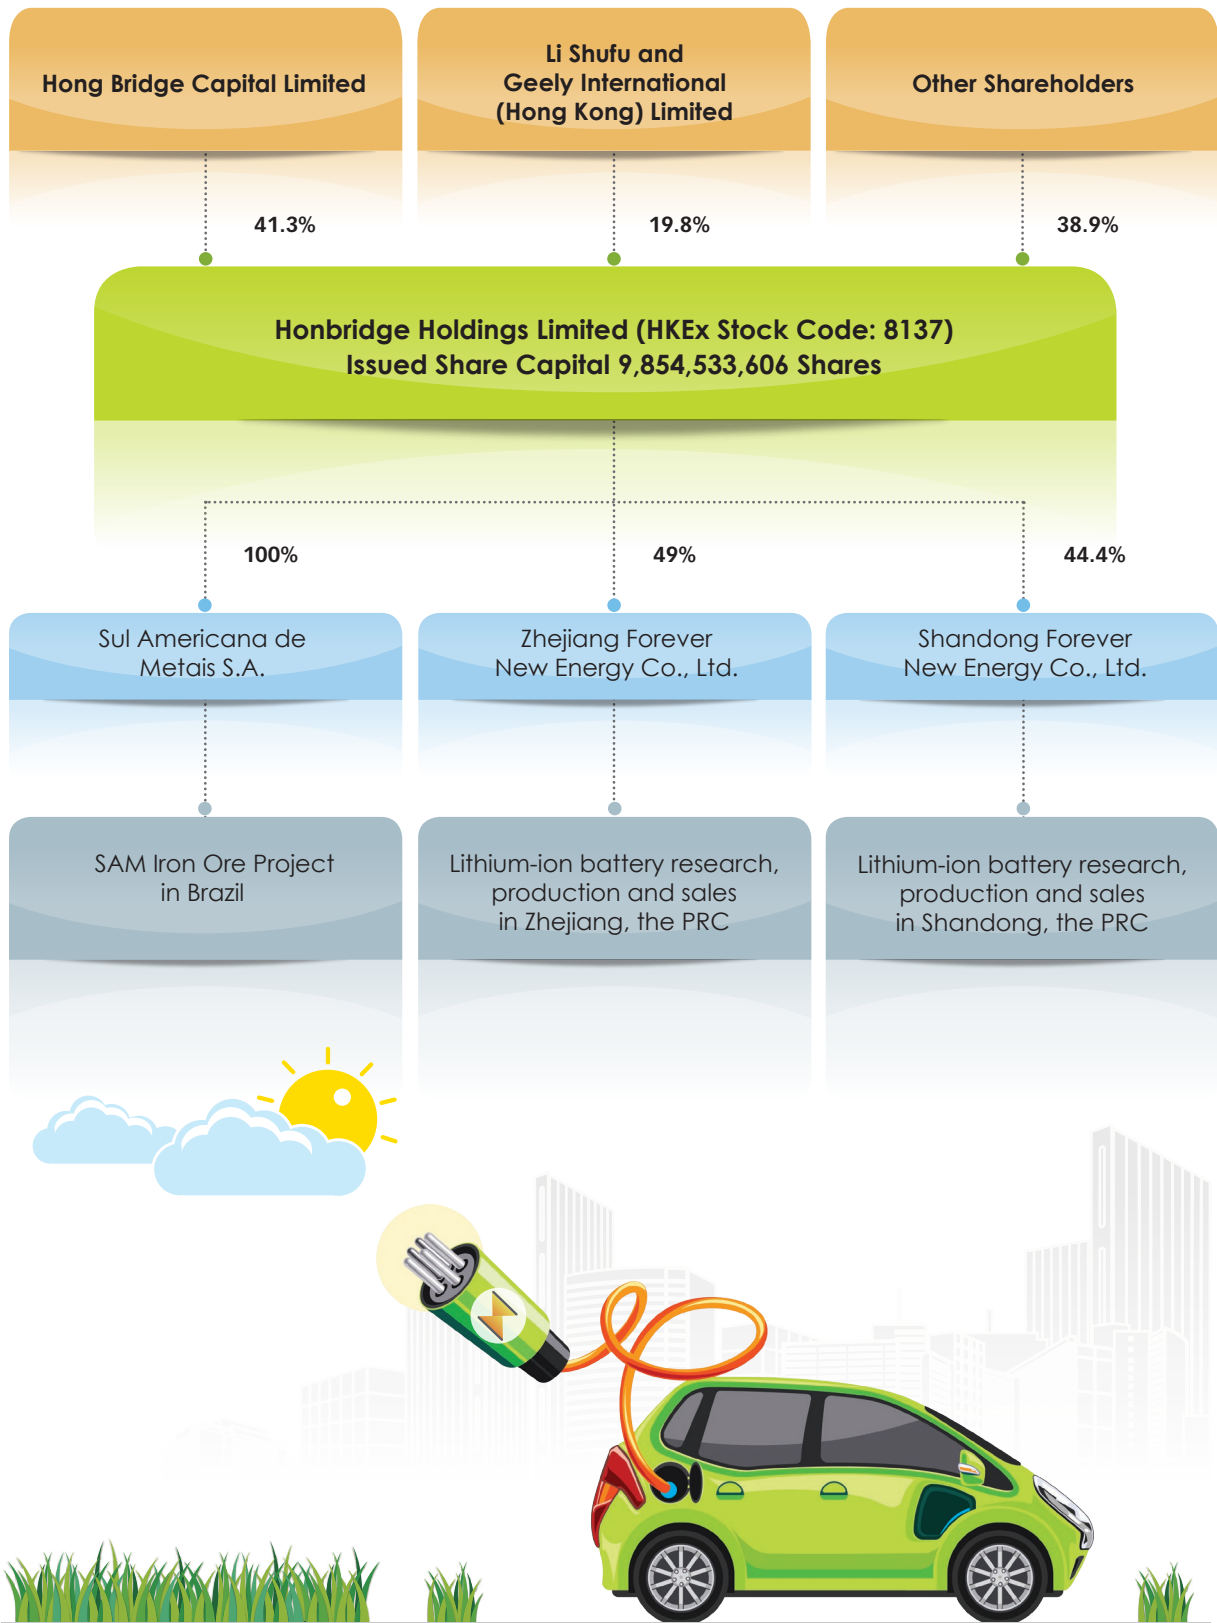 Hong Bridge Capital Limited
Li Shufu and
Geely International
(Hong Kong) Limited
Other Shareholders
41.3%
19.8%
38.9%
Honbridge Holdings Limited (HKEx Stock Code: 8137)
Issued Share Capital 9,854,533,606 Shares
100%
49%
44.4%
Sul Americana de
Metais S.A.
Zhejiang Forever
New Energy Co., Ltd.
Shandong Forever
New Energy Co., Ltd.
SAM Iron Ore Project
in Brazil
Lithium-ion battery research,
production and sales
in Zhejiang, the PRC
Lithium-ion battery research,
production and sales
in Shandong, the PRC